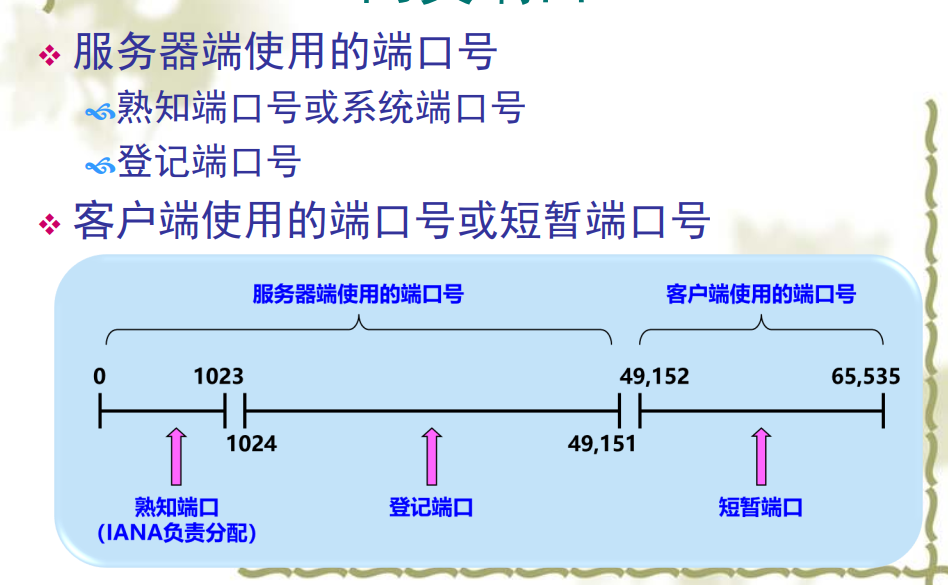 服务器端使用的端口号
熟知端口号或系统端口号
登记端口号
客户端使用的端口号或短暂端口号
服务器端使用的端口号 客户端使用的端口号
0 1023 49,152 65,535
1024 49,151
熟知端口 登记端口 短暂端口
(IANA负责分配)